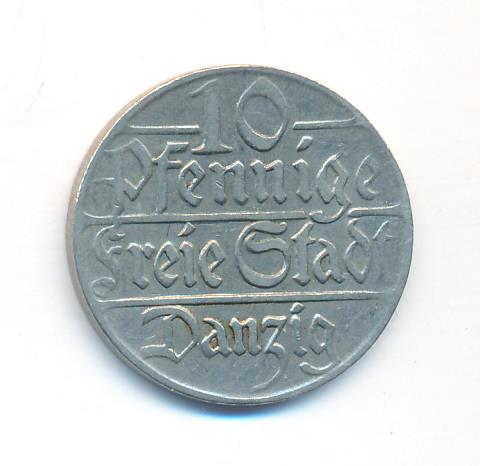 10
Pfennige
Freie Stadt
Danzig